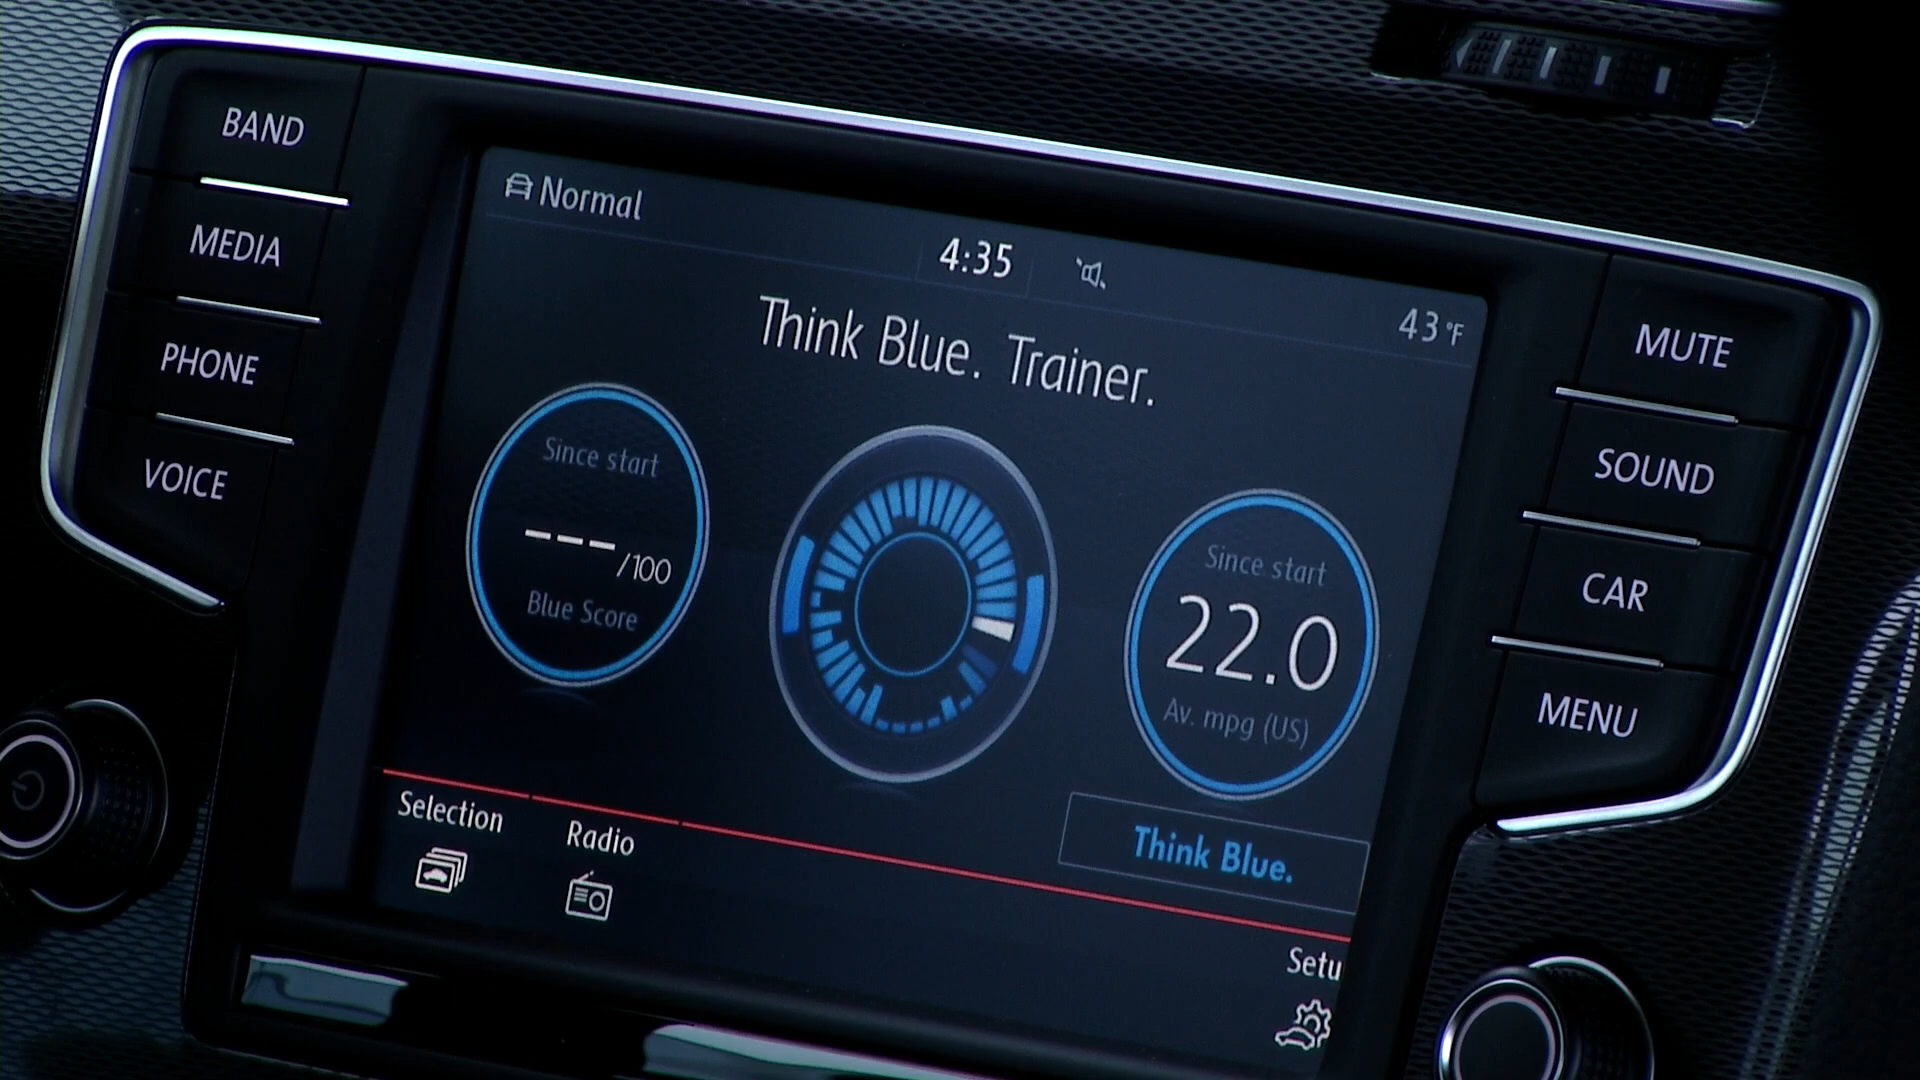 BAND
MEDIA
PHONE
VOICE
Normal
4:35
43 °F
Think Blue. Trainer.
Since start
---/100
Blue Score
Since start
22.0
Av. mpg (US)
Think Blue.
Selection
Radio
Setu
MUTE
SOUND
CAR
MENU